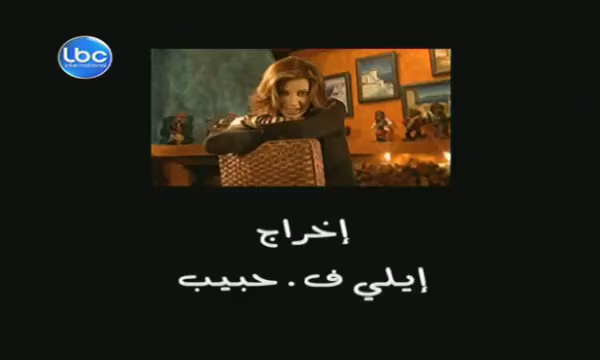 lbc
international
إخراج
إيلي ف. حبيب